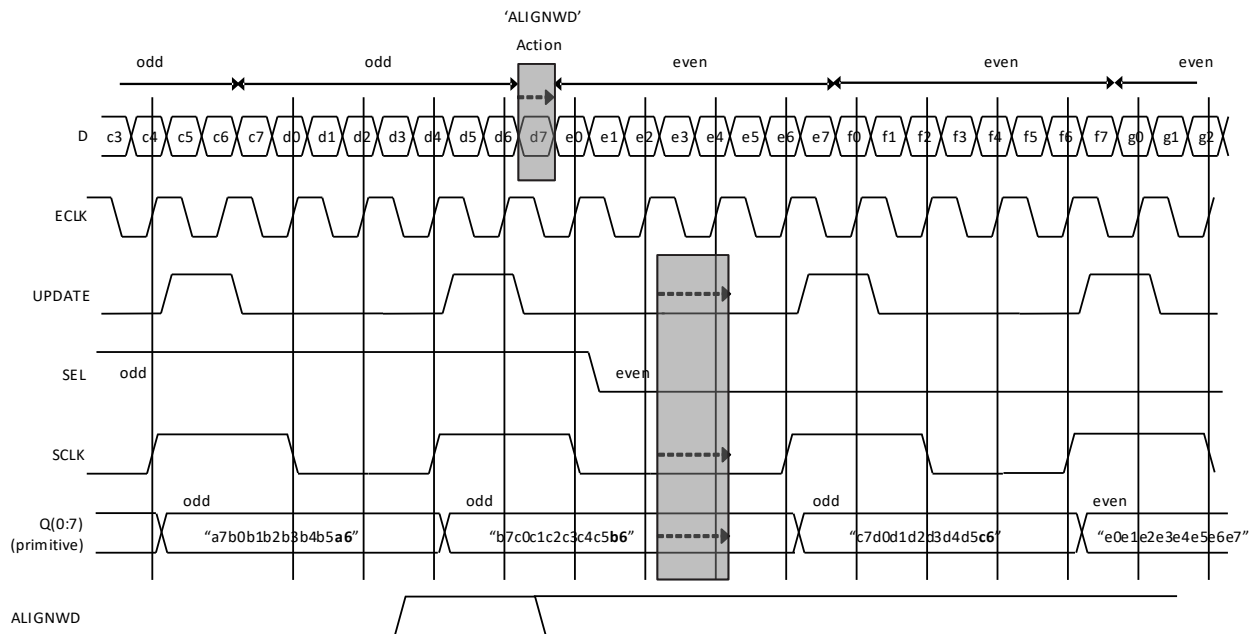 ‘ALIGNWD’
Action
odd odd even even even
D c3 c4 c5 c6 c7 d0 d1 d2 d3 d4 d5 d6 d7 e0 e1 e2 e3 e4 e5 e6 e7 f0 f1 f2 f3 f4 f5 f6 f7 g0 g1 g2
ECLK
UPDATE
SEL odd even
SCLK
odd odd odd even
Q(0:7)
(primitive) “a7b0b1b2b3b4b5a6” “b7c0c1c2c3c4c5b6” “c7d0d1d2d3d4d5c6” “e0e1e2e3e4e5e6e7”
ALIGNWD